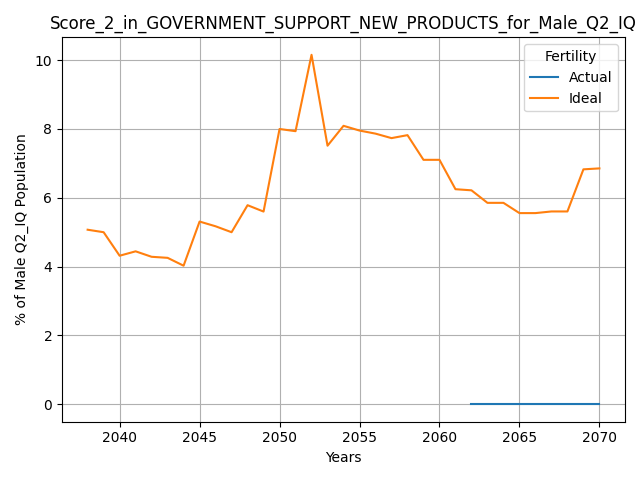 Score_2_in_GOVERNMENT_SUPPORT_NEW_PRODUCTS_for_Male_Q2_IQ
Fertility
Actual
Ideal
% of Male Q2_IQ Population
10
8
6
4
2
0
2040 2045 2050 2055 2060 2065 2070
Years